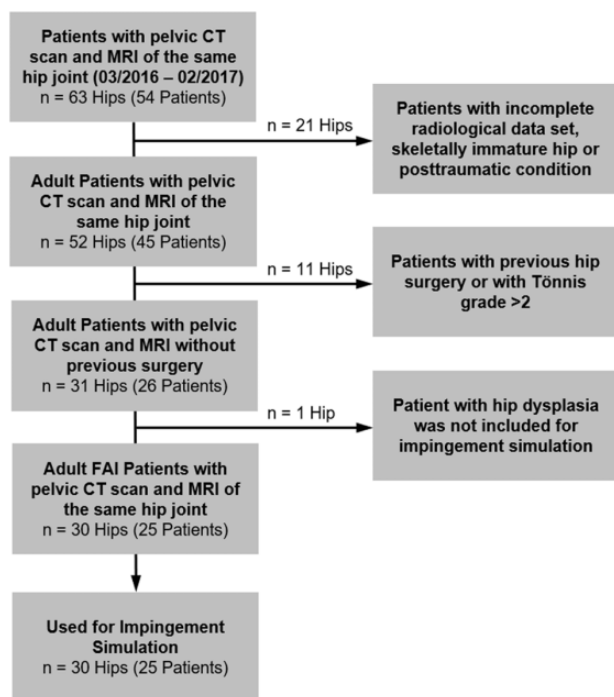 Patients with pelvic CT
scan and MRI of the same
hip joint (03/2016 – 02/2017)
n = 63 Hips (54 Patients)
n = 21 Hips
Patients with incomplete
radiological data set,
skeletally immature hip or
posttraumatic condition
Adult Patients with pelvic
CT scan and MRI of the
same hip joint
n = 52 Hips (45 Patients)
n = 11 Hips
Patients with previous hip
surgery or with Tönnis
grade >2
Adult Patients with pelvic
CT scan and MRI without
previous surgery
n = 31 Hips (26 Patients)
n = 1 Hip
Patient with hip dysplasia
was not included for
impingement simulation
Adult FAI Patients with
pelvic CT scan and MRI of
the same hip joint
n = 30 Hips (25 Patients)
Used for Impingement
Simulation
n = 30 Hips (25 Patients)